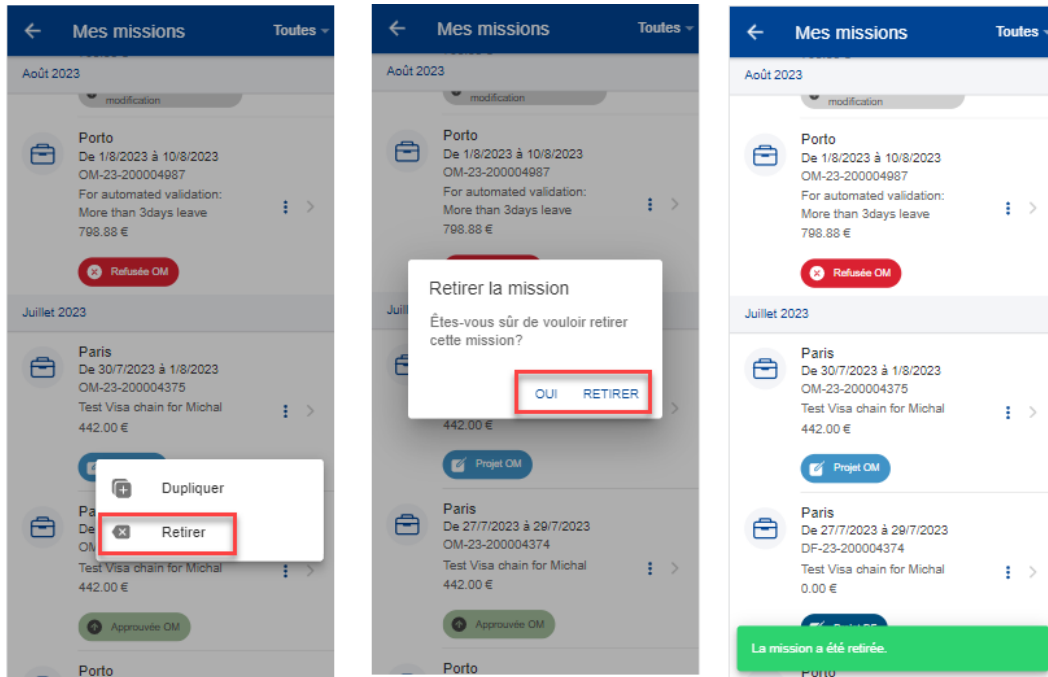 Mes missions
Toutes
Août 2023
modification
Porto
De 1/8/2023 à 10/8/2023
OM-23-200004987
For automated validation:
More than 3days leave
798.88 €
Refusée OM
Juillet 2023
Paris
De 30/7/2023 à 1/8/2023
OM-23-200004375
Test Visa chain for Michal
442.00 €
Dupliquer
Pa
De
Retirer
OM
Test Visa chain for Michal
442.00 €
Approuvée OM
Porto
Mes missions
Toutes
Août 2023
modification
Porto
De 1/8/2023 à 10/8/2023
OM-23-200004987
For automated validation:
More than 3days leave
798.88 €
Retirer la mission
Juill
Êtes-vous sûr de vouloir retirer
cette mission?
OUI RETIRER
442.00 €
Projet OM
Paris
De 27/7/2023 à 29/7/2023
OM-23-200004374
Test Visa chain for Michal
442.00 €
Approuvée OM
Porto
Mes missions
Toutes
Août 2023
modification
Porto
De 1/8/2023 à 10/8/2023
OM-23-200004987
For automated validation:
More than 3days leave
798.88 €
Refusée OM
Juillet 2023
Paris
De 30/7/2023 à 1/8/2023
OM-23-200004375
Test Visa chain for Michal
442.00 €
Projet OM
Paris
De 27/7/2023 à 29/7/2023
DF-23-200004374
Test Visa chain for Michal
0.00 €
La mission a été retirée.
Porto